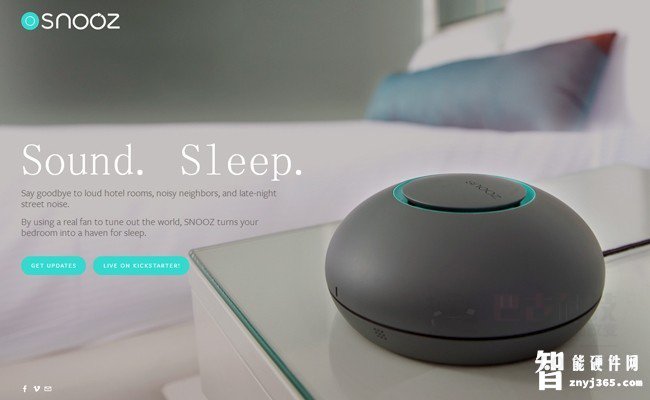 SNOOZ
Sound. Sleep.
Say goodbye to loud hotel rooms, noisy neighbors, and late-night
street noise.
By using a real fan to tune out the world, SNOOZ turns your
bedroom into a haven for sleep.
GET UPDATES
LIVE ON KICKSTARTER!
SNOOZ
智能硬件网
znyj365.com